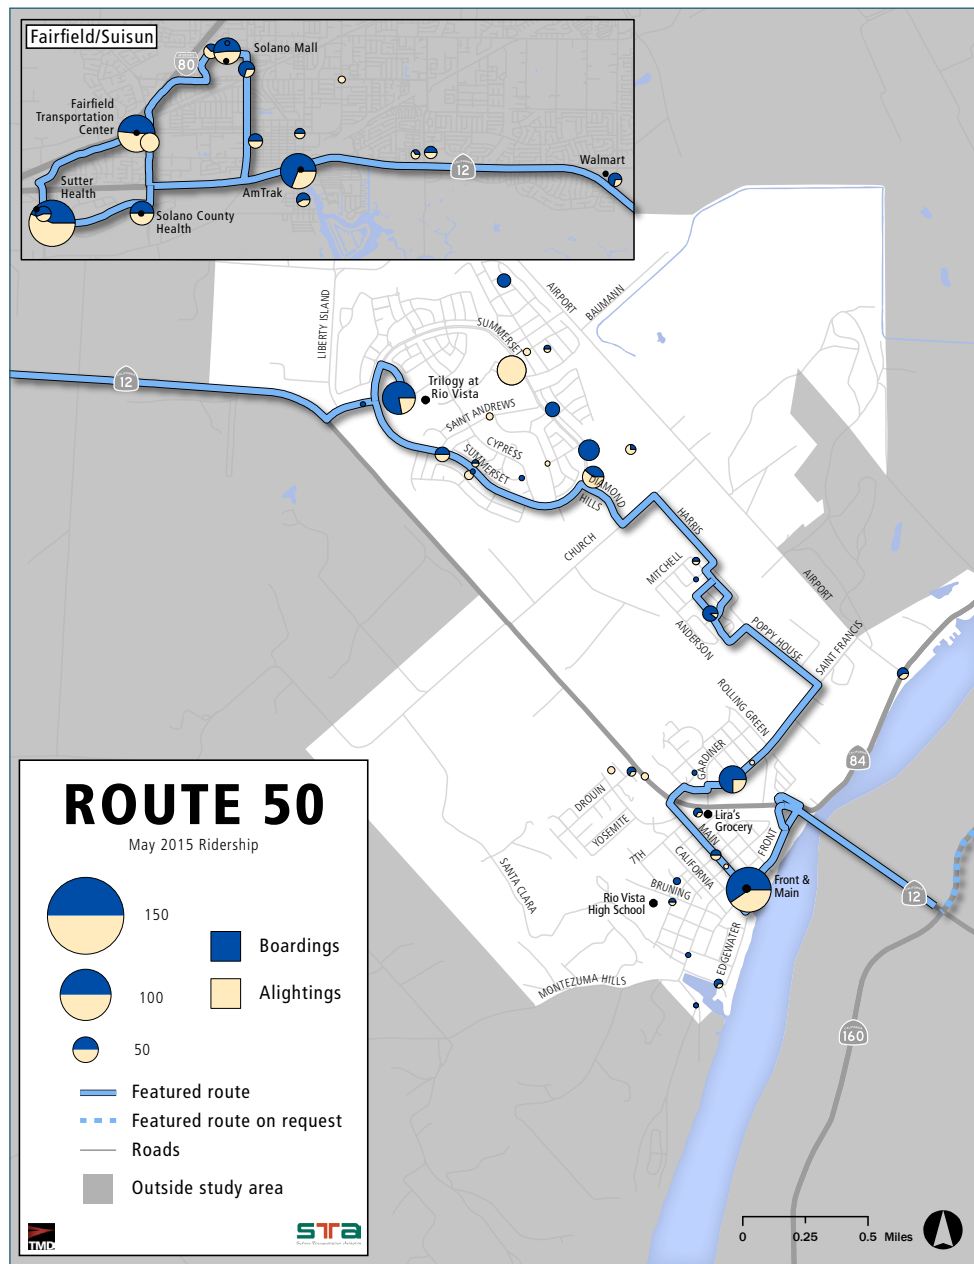 Fairfield/Suisun
Solano Mall
80
Fairfield
Transportation
Center
Sutter
Health
AmTrak
Solano County
Health
12
Walmart
LIBERTY ISLAND
AIRPORT
BAUMANN
SUMMERSET
12
Trilogy at
Rio Vista
SAINT ANDREWS
CYPRESS
SUMMERSET
DIAMOND
HILLS
CHURCH
HARRIS
MITCHELL
AIRPORT
ANDERSON
POPPY HOUSE
SAINT FRANCIS
ROLLING GREEN
GARDINER
84
DROUIN
YOSEMITE
MAIN
Lira's
Grocery
FRONT
7TH
CALIFORNIA
SANTA CLARA
BRUNING
Front &
Main
12
Rio Vista
High School
EDGEWATER
MONTEZUMA HILLS
160
ROUTE 50
May 2015 Ridership
150
100
50
Boardings
Alightings
Featured route
Featured route on request
Roads
Outside study area
TMD
STA
0 0.25 0.5 Miles